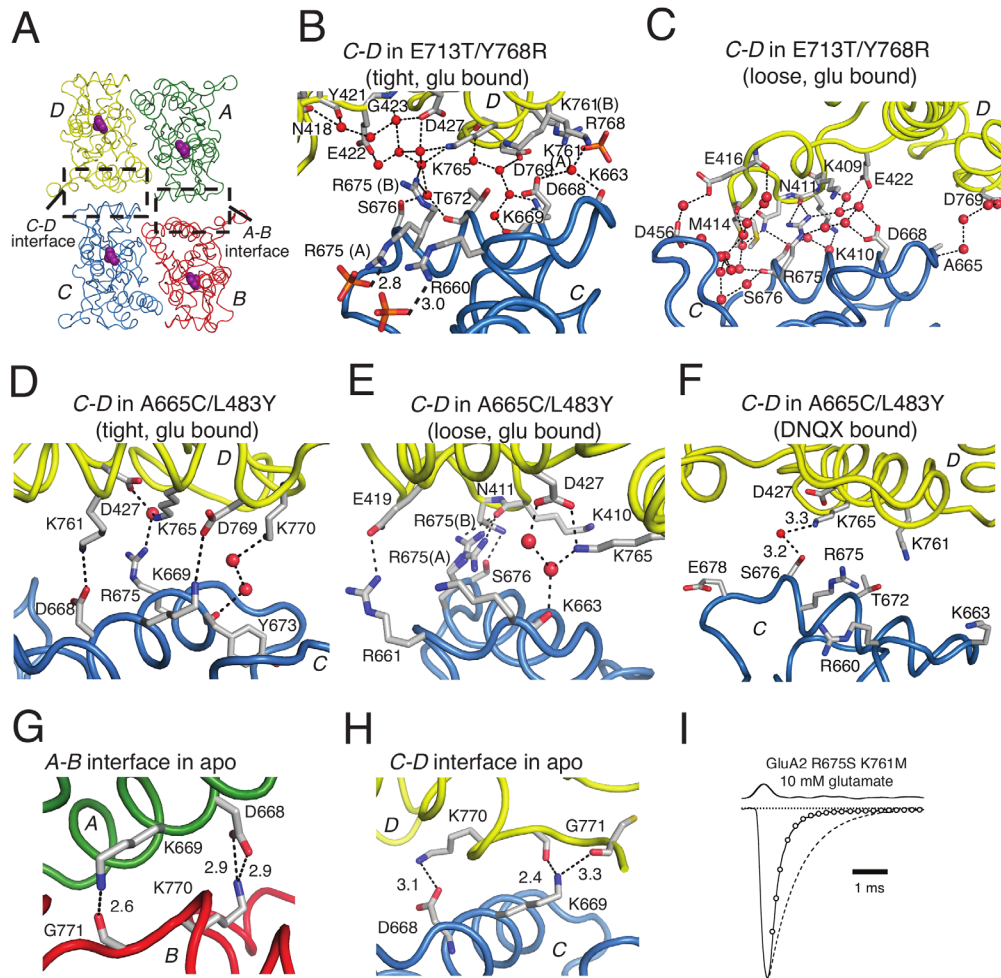 A
D
A
C-D
interface
A-B
interface
C
B
B
C-D in E713T/Y768R
(tight, glu bound)
Y421
G423
D
K761(B)
R768
N418
D427
E422
K761
(A)
K765
D769
K663
R675 (B)
T672
D668
S676
K669
R675 (A)
2.8
R660
3.0
C
C
C-D in E713T/Y768R
(loose, glu bound)
D
E416
K409
N411
E422
D769
D456
M414
D668
K410
A665
R675
S676
C
D
C-D in A665C/L483Y
(tight, glu bound)
D
D427
K761
K765
D769
K770
K669
R675
D668
Y673
C
E
C-D in A665C/L483Y
(loose, glu bound)
D
N411
D427
E419
R675(B)
K410
R675(A)
K765
S676
K663
R661
C
F
C-D in A665C/L483Y
(DNQX bound)
D
D427
3.3
K765
K761
3.2
R675
E678
S676
T672
K663
C
R660
G
A-B interface in apo
A
D668
K669
2.9
2.9
K770
2.6
G771
B
H
C-D interface in apo
D
K770
G771
3.1
2.4
3.3
K669
D668
C
I
GluA2 R675S K761M
10 mM glutamate
1 ms